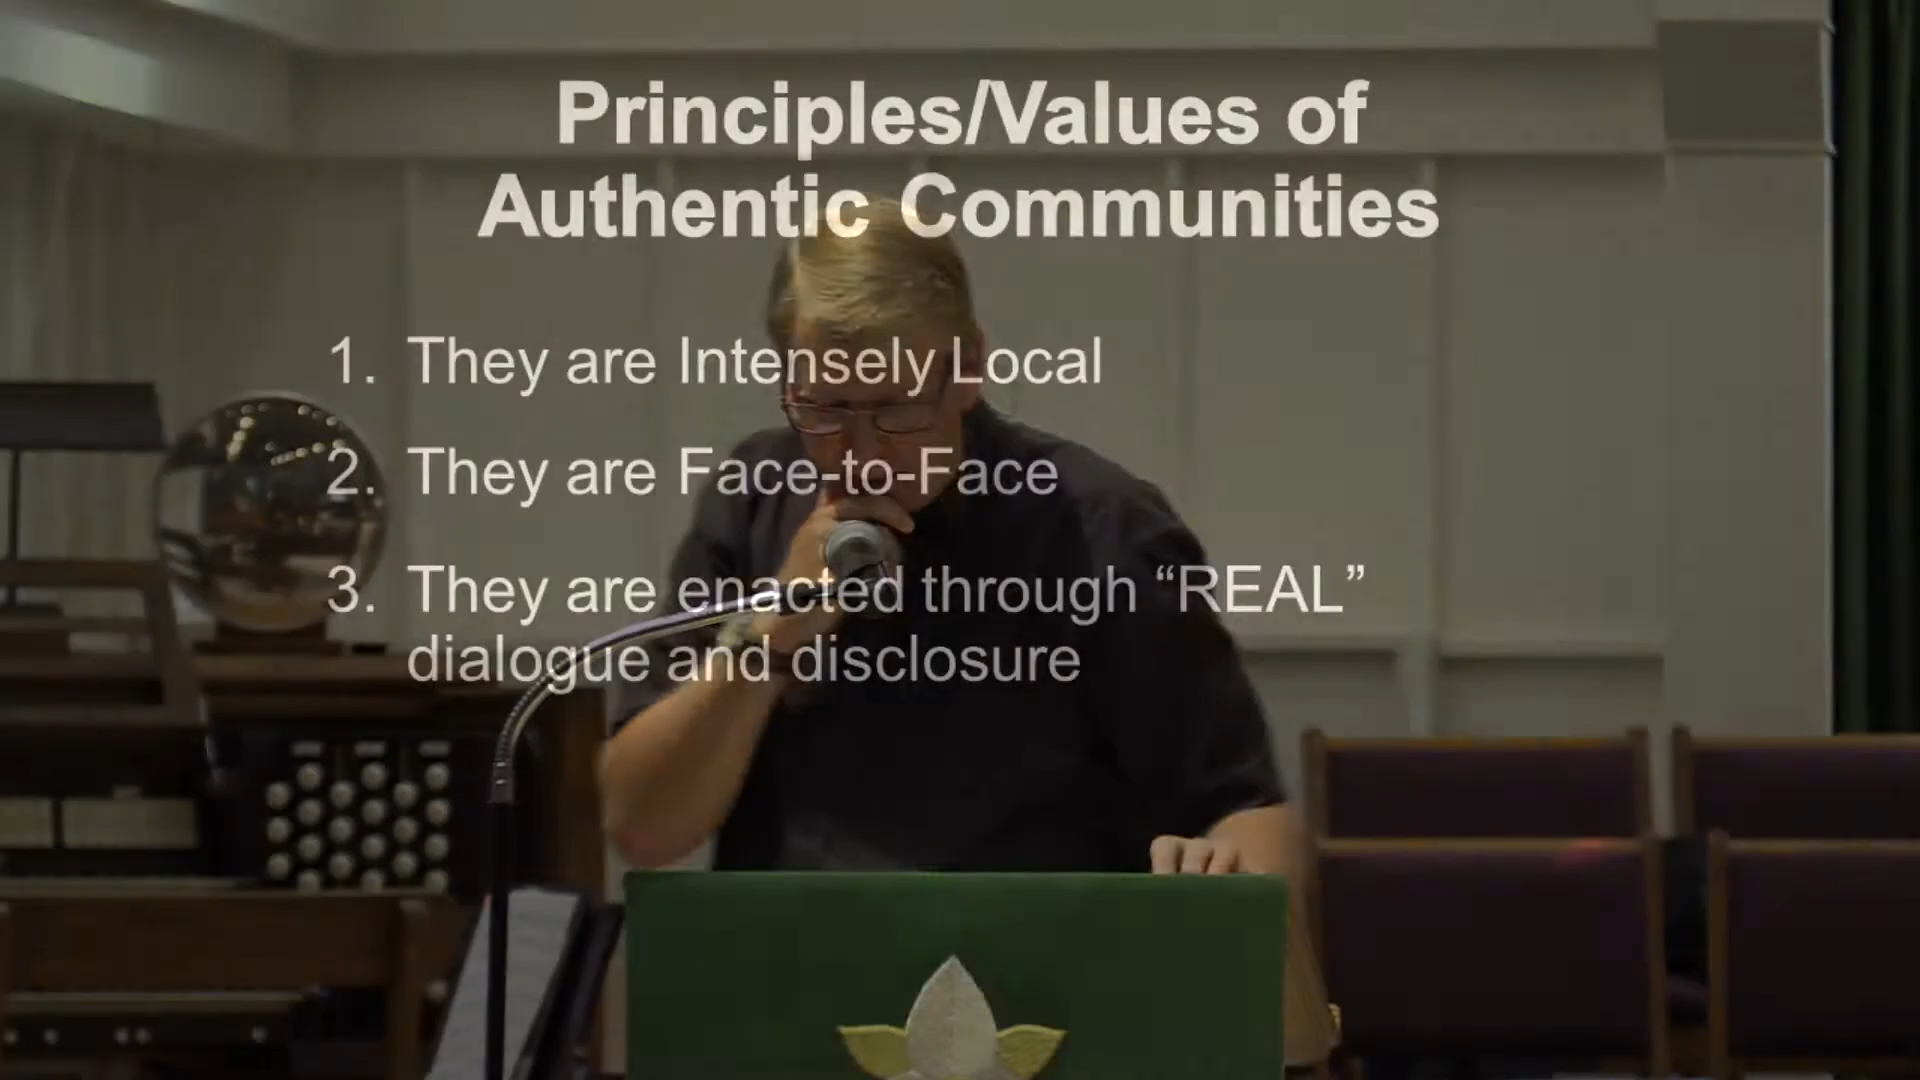 Principles/Values of
Authentic Communities
1. They are Intensely Local
2. They are Face-to-Face
3. They are enacted through “REAL”
dialogue and disclosure